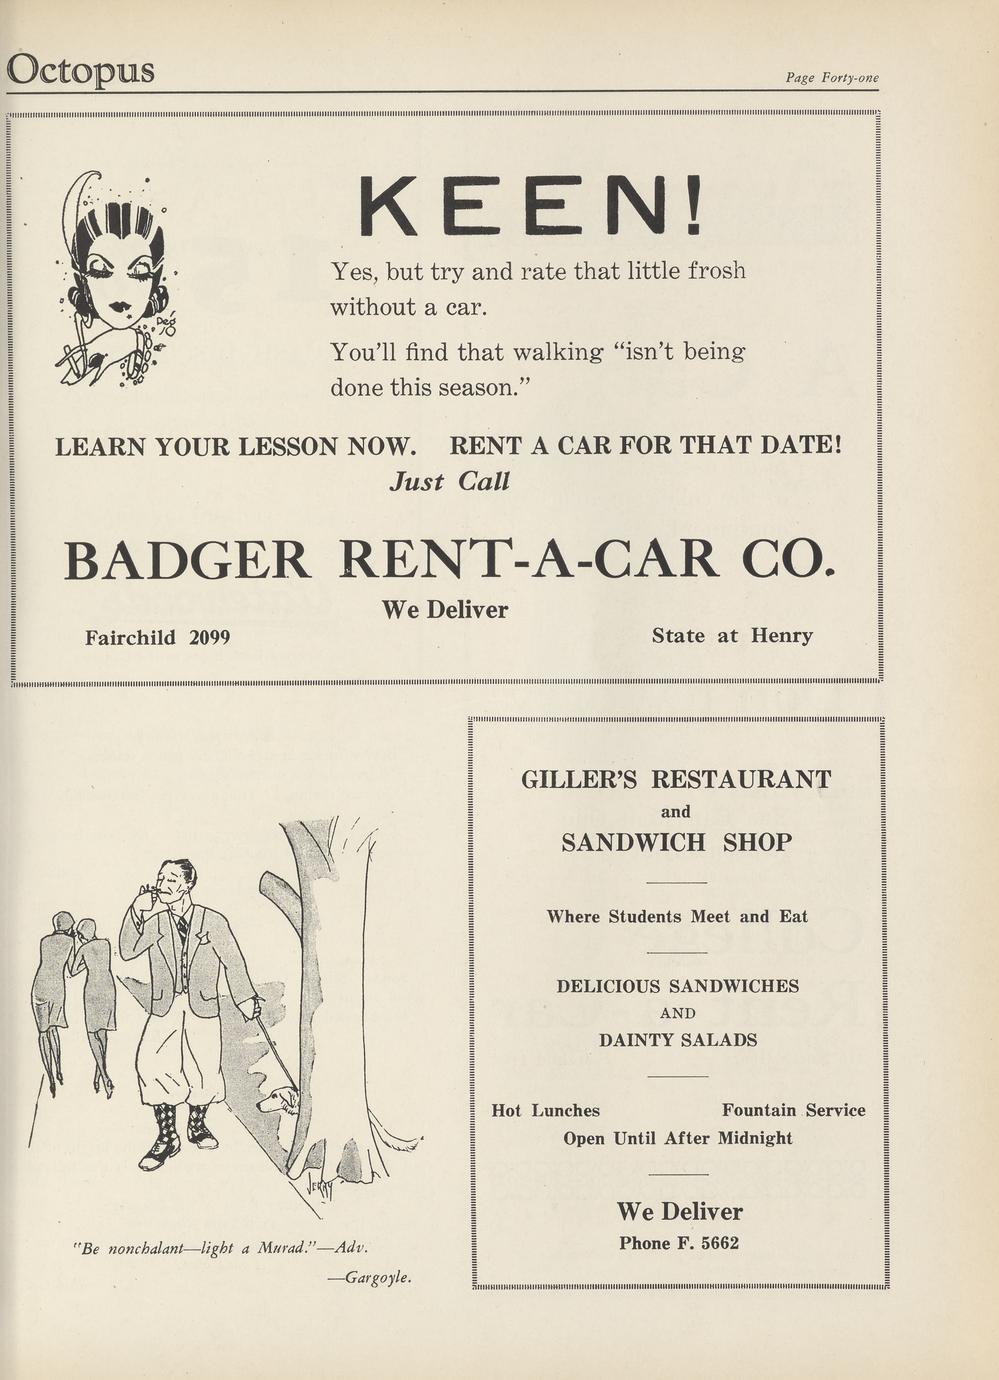 Octopus
Page Forty-one
KEEN!
Yes, but try and rate that little frosh
without a car.
You'll find that walking "isn't being
done this season."
LEARN YOUR LESSON NOW. RENT A CAR FOR THAT DATE!
Just Call
BADGER RENT-A-CAR CO.
We Deliver
Fairchild 2099
State at Henry
JERRY
"Be nonchalant—light a Murad."—Adv.
—Gargoyle.
GILLER'S RESTAURANT
and
SANDWICH SHOP
Where Students Meet and Eat
DELICIOUS SANDWICHES
AND
DAINTY SALADS
Hot Lunches Fountain Service
Open Until After Midnight
We Deliver
Phone F. 5662